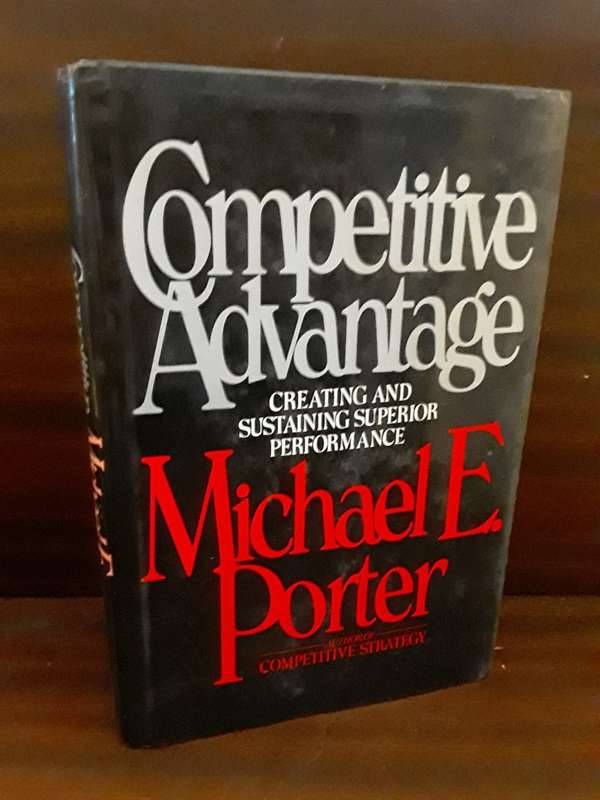 Competitive
Advantage
CREATING AND
SUSTAINING SUPERIOR
PERFORMANCE
Michael E.
Porter
AUTHOR OF
COMPETITIVE STRATEGY